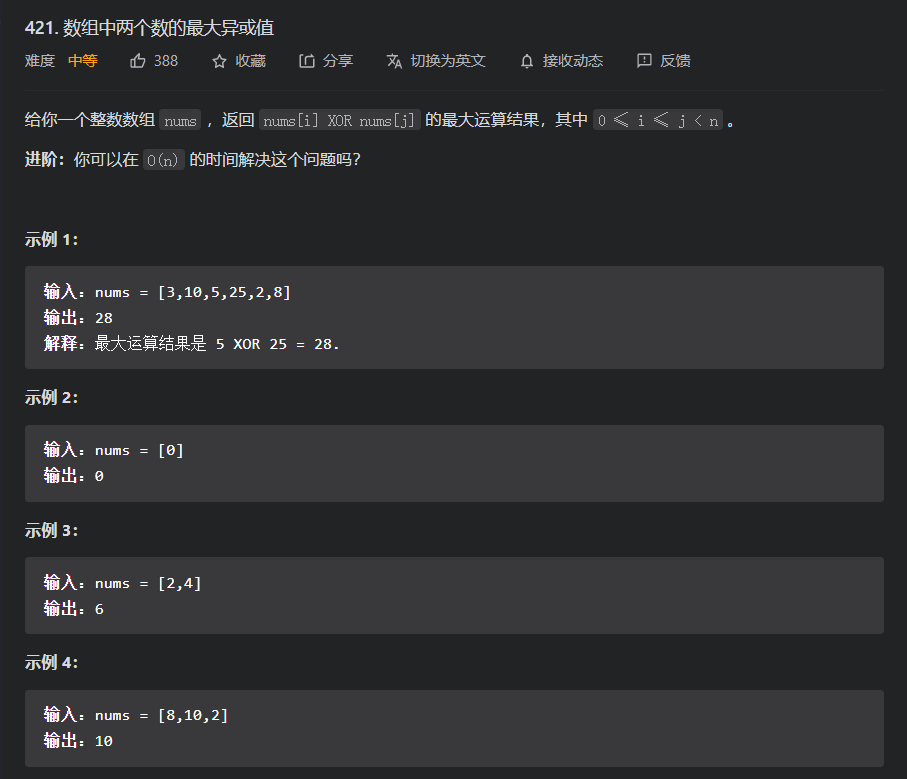 421. 数组中两个数的最大异或值
难度 中等 388 收藏 分享 切换为英文 接收动态 反馈
给你一个整数数组 nums ，返回 nums[i] XOR nums[j] 的最大运算结果，其中 0 ≤ i ≤ j < n 。
进阶：你可以在 O(n) 的时间解决这个问题吗？
示例 1：
输入：nums = [3,10,5,25,2,8]
输出：28
解释：最大运算结果是 5 XOR 25 = 28.
示例 2：
输入：nums = [0]
输出：0
示例 3：
输入：nums = [2,4]
输出：6
示例 4：
输入：nums = [8,10,2]
输出：10